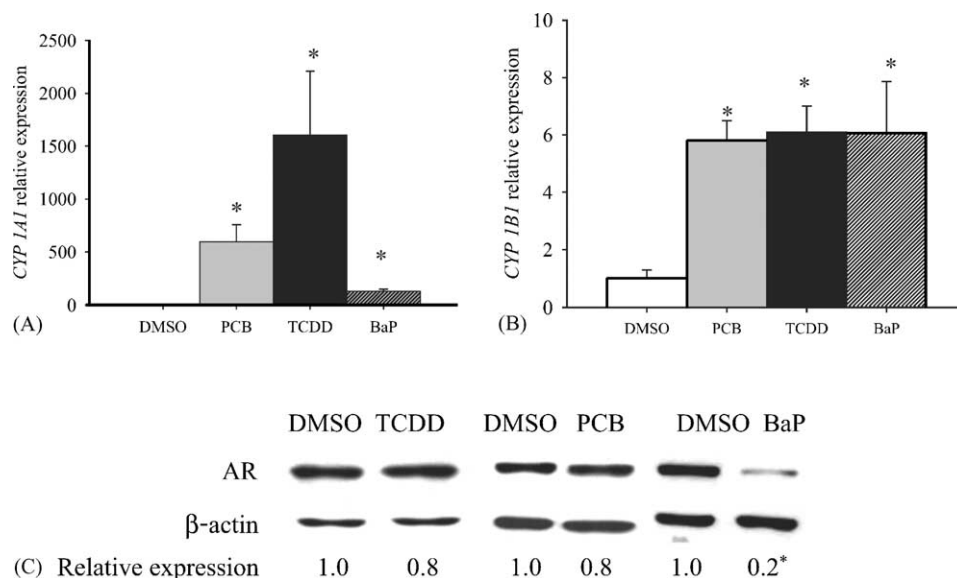 2500
2000
1500
1000
500
0
CYP 1A1 relative expression
*
*
*
DMSO PCB TCDD BaP
(A)
10
8
6
4
2
0
CYP 1B1 relative expression
*
*
*
DMSO PCB TCDD BaP
(B)
DMSO TCDD DMSO PCB DMSO BaP
AR
β-actin
(C) Relative expression 1.0 0.8 1.0 0.8 1.0 0.2*